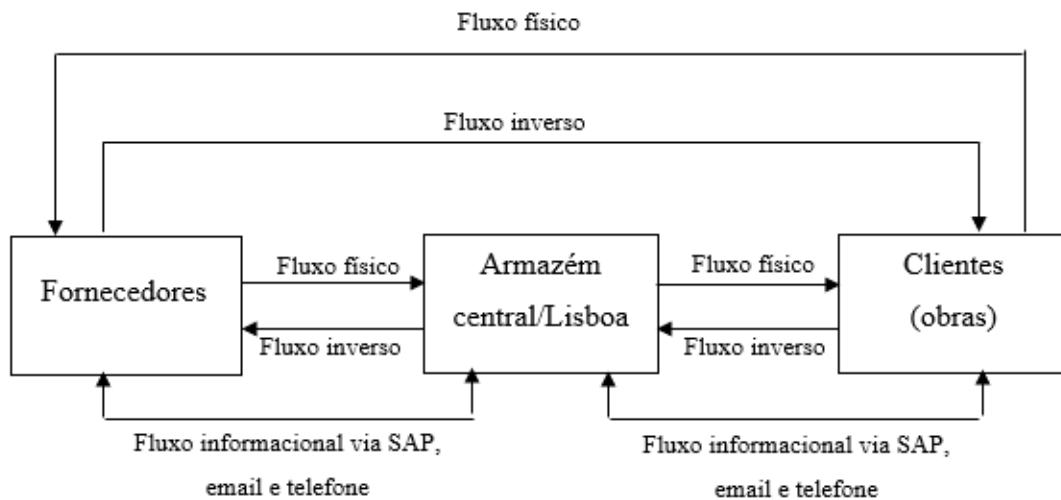 Fluxo físico
Fluxo inverso
Fornecedores
Fluxo físico
Fluxo inverso
Armazém
central/Lisboa
Fluxo físico
Fluxo inverso
Clientes
(obras)
Fluxo informacional via SAP,
email e telefone
Fluxo informacional via SAP,
email e telefone